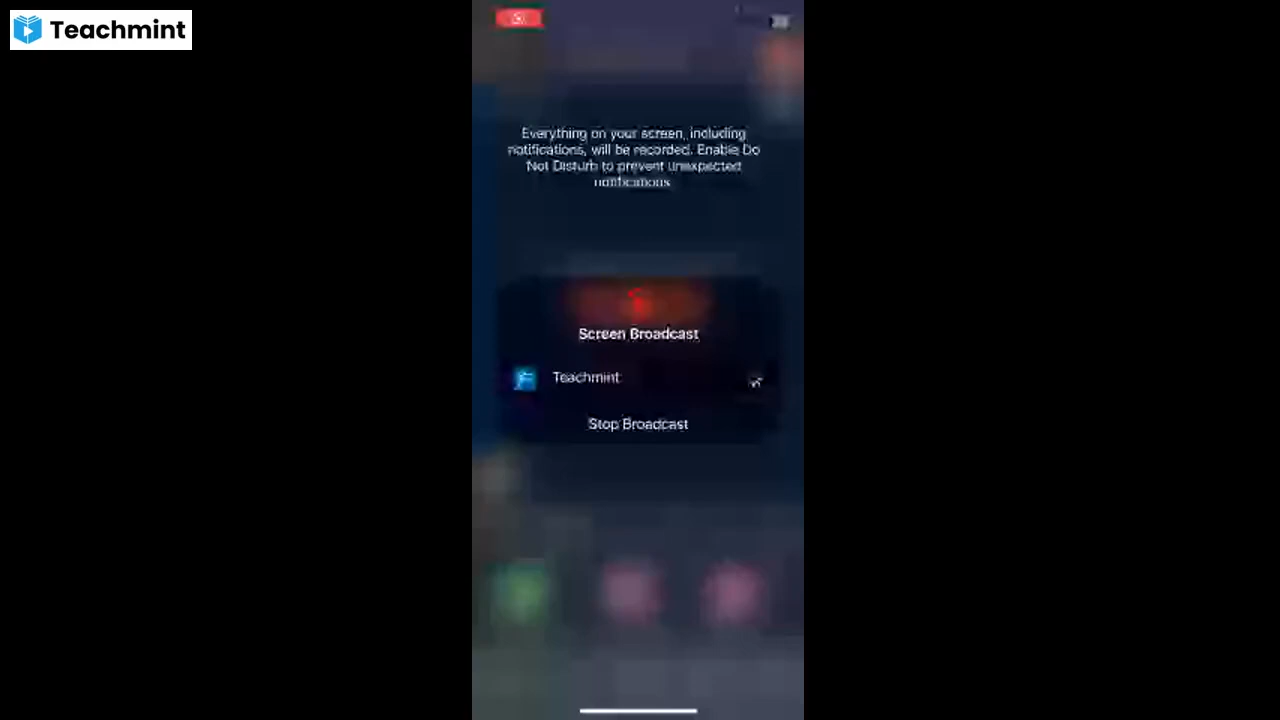 Teachmint
Everything on your screen, including
notifications, will be recorded. Enable Do
Not Disturb to prevent unexpected
notifications
Screen Broadcast
Teachmint
Stop Broadcast